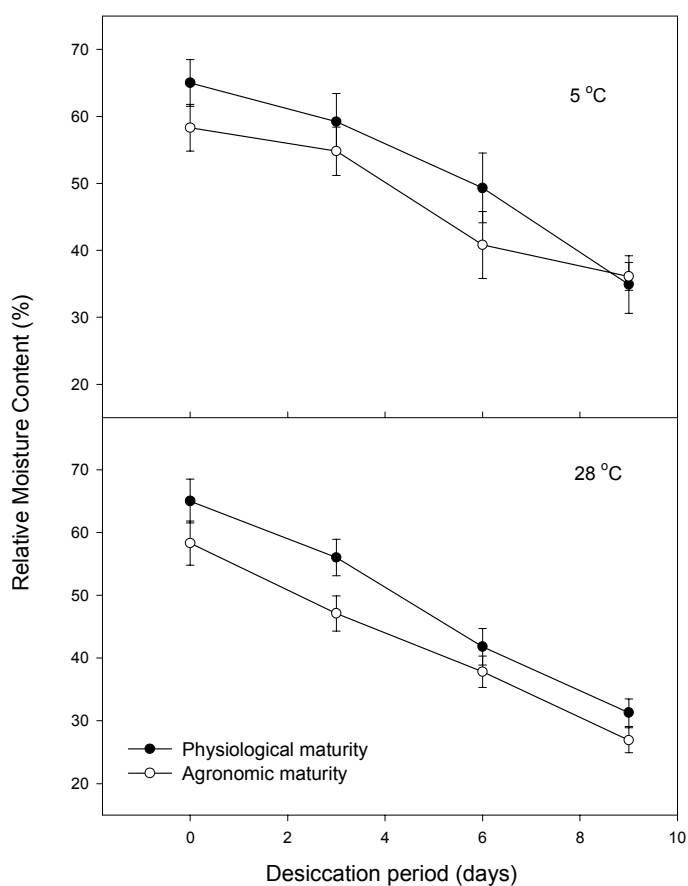 70
60
50
40
30
20
5 °C
70
60
50
40
30
20
28 °C
Physiological maturity
Agronomic maturity
0 2 4 6 8 10
Desiccation period (days)
Relative Moisture Content (%)